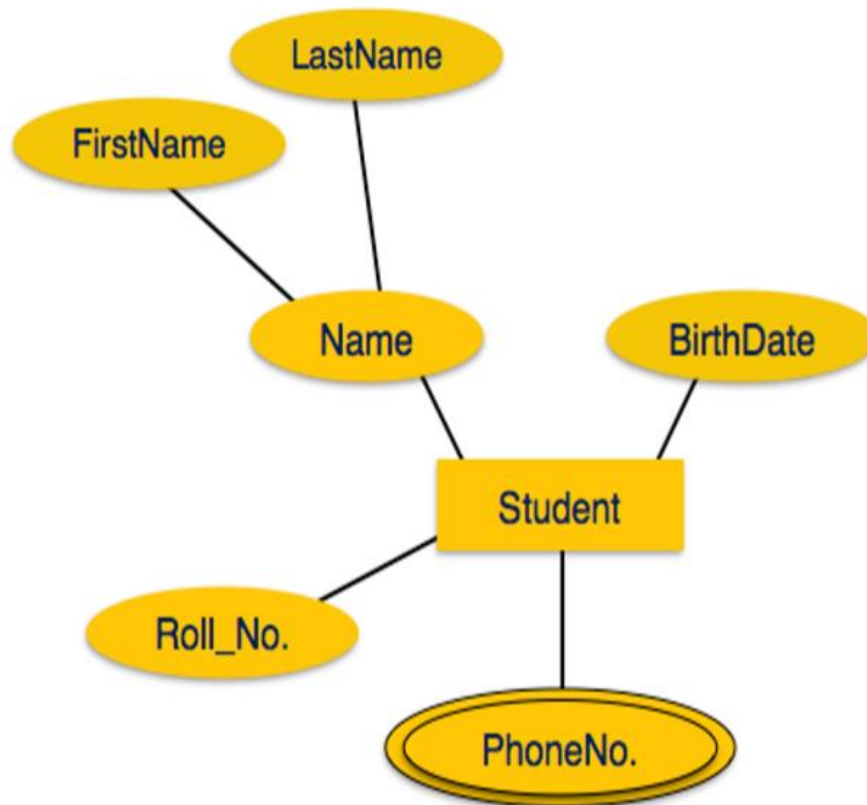 LastName
FirstName
Name
BirthDate
Student
Roll_No.
PhoneNo.